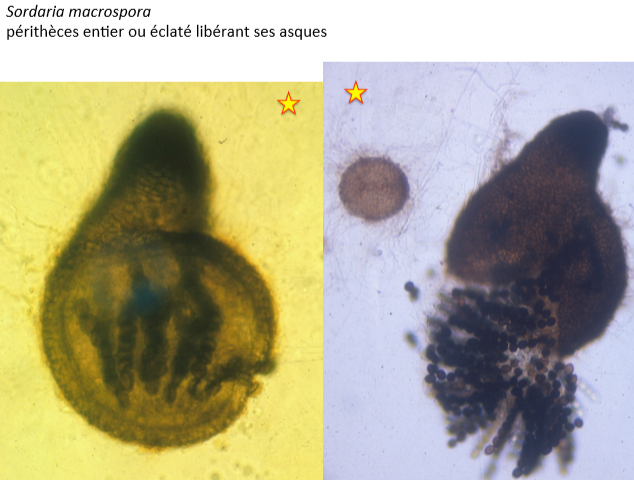 Sordaria macrospora
périthèces entier ou éclaté libérant ses asques